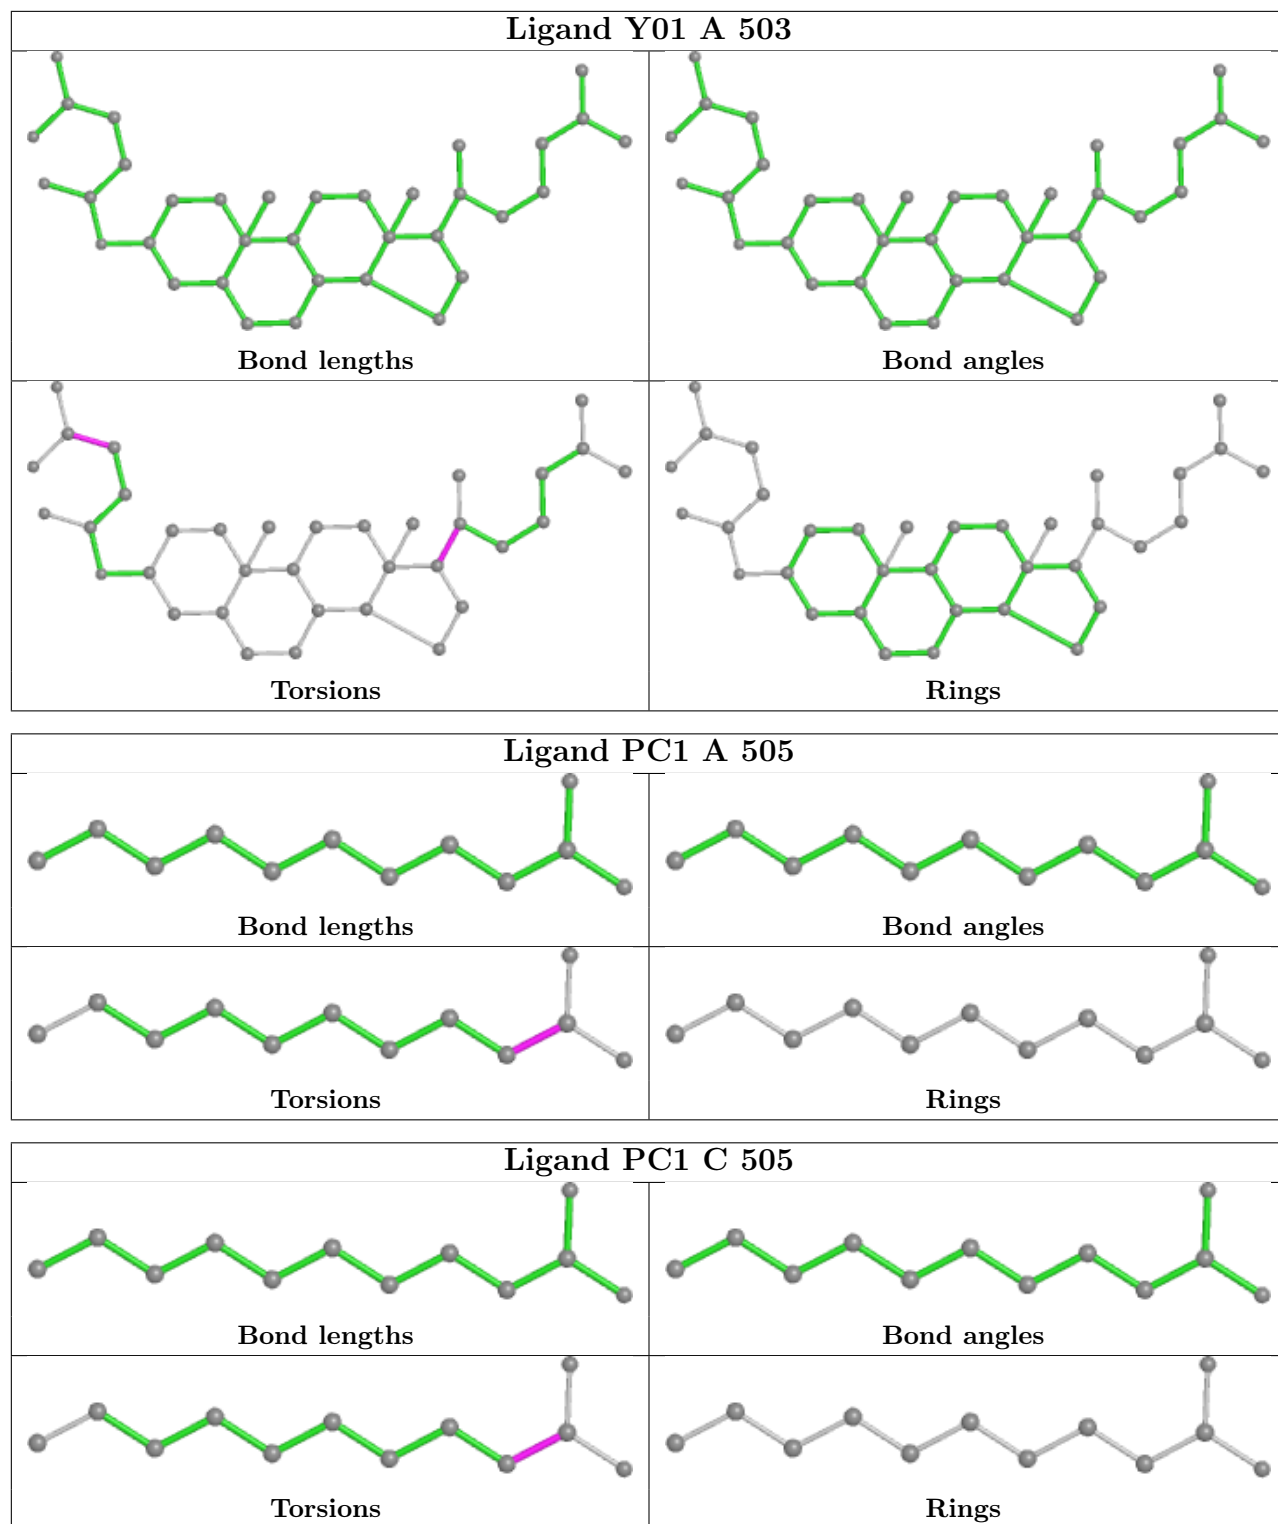 Ligand Y01 A 503
Bond lengths
Bond angles
Torsions
Rings
Ligand PC1 A 505
Bond lengths
Bond angles
Torsions
Rings
Ligand PC1 C 505
Bond lengths
Bond angles
Torsions
Rings